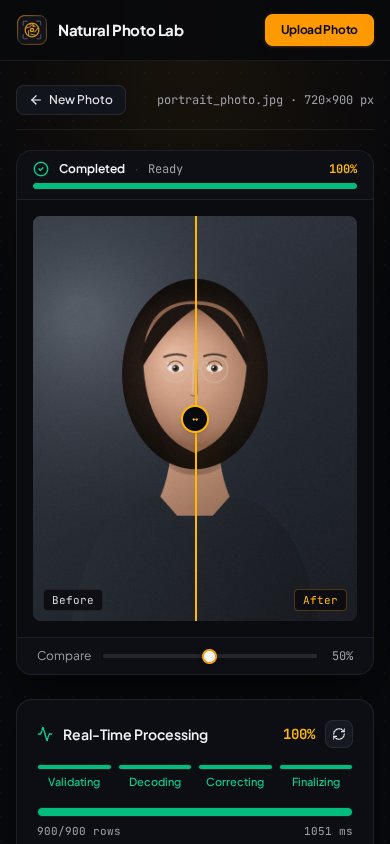 Natural Photo Lab
Upload Photo
← New Photo
portrait_photo.jpg · 720×900 px
Completed · Ready 100%
Before
After
Compare 50%
Real-Time Processing 100%
Validating Decoding Correcting Finalizing
900/900 rows 1051 ms